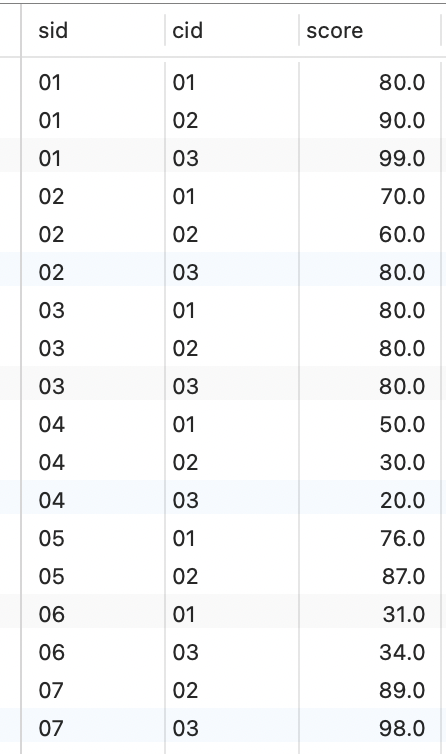 sid cid score
01 01 80.0
01 02 90.0
01 03 99.0
02 01 70.0
02 02 60.0
02 03 80.0
03 01 80.0
03 02 80.0
03 03 80.0
04 01 50.0
04 02 30.0
04 03 20.0
05 01 76.0
05 02 87.0
06 01 31.0
06 03 34.0
07 02 89.0
07 03 98.0